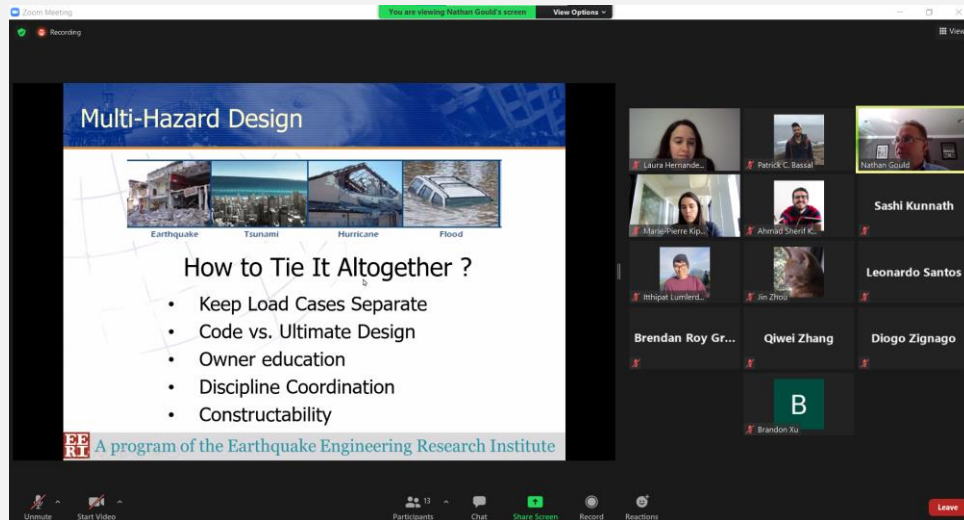 Zoom Meeting
You are viewing Nathan Gould's screen View Options
Recording
View
Multi-Hazard Design
Earthquake Tsunami Hurricane Flood
How to Tie It Altogether ?
• Keep Load Cases Separate
• Code vs. Ultimate Design
• Owner education
• Discipline Coordination
• Constructability
EERI A program of the Earthquake Engineering Research Institute
Laura Hernande...
Patrick C. Bassal
Nathan Gould
Marie-Pierre Kip...
Ahmad Sherif K...
Sashi Kunnath
Itthipat Lumlerd...
Jin Zhou
Leonardo Santos
Brendan Roy Gr...
Qiwei Zhang
Diogo Zignago
B
Brandon Xu
Unmute
Start Video
13
Participants
Chat
Share Screen
Record
Reactions
Leave